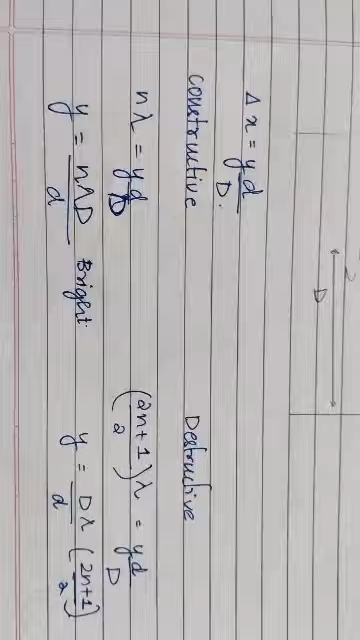 D
Δx = yd/D.
Constructive Destructive
nλ = yd/D (2n+1/2)λ = yd/D
y = nλD/d Bright y = Dλ/d (2n+1/2)